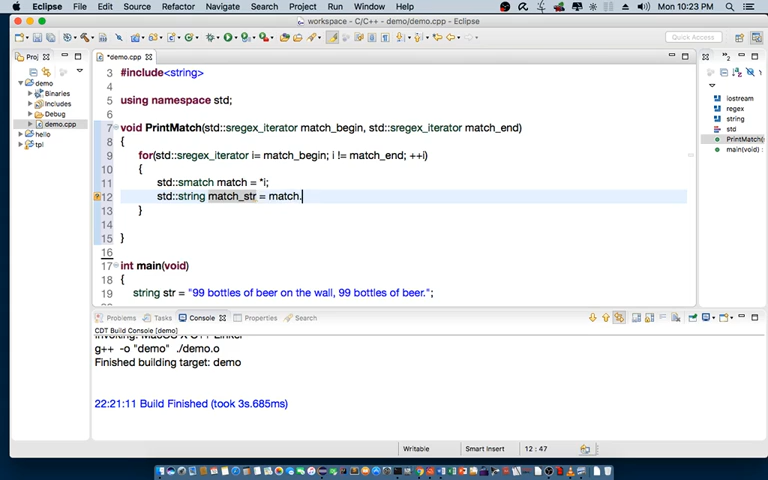 Eclipse File Edit Source Refactor Navigate Search Project Run Window Help Mon 10:23 PM
workspace - C/C++ - demo/demo.cpp - Eclipse
Quick Access
Proj
*demo.cpp
demo
Binaries
Includes
Debug
demo.cpp
hello
tpl
3 #include<string>
4
5 using namespace std;
6
7 void PrintMatch(std::sregex_iterator match_begin, std::sregex_iterator match_end)
8 {
9 for(std::sregex_iterator i= match_begin; i != match_end; ++i)
10 {
11 std::smatch match = *i;
12 std::string match_str = match.
13 }
14
15 }
16
17 int main(void)
18 {
19 string str = "99 bottles of beer on the wall, 99 bottles of beer.";
iostream
regex
string
std
PrintMatch(
main(void) :
Problems Tasks Console Properties Search
CDT Build Console [demo]
Invoking: MacOS X C++ Linker
g++ -o "demo" ./demo.o
Finished building target: demo
22:21:11 Build Finished (took 3s.685ms)
Writable Smart Insert 12 : 47